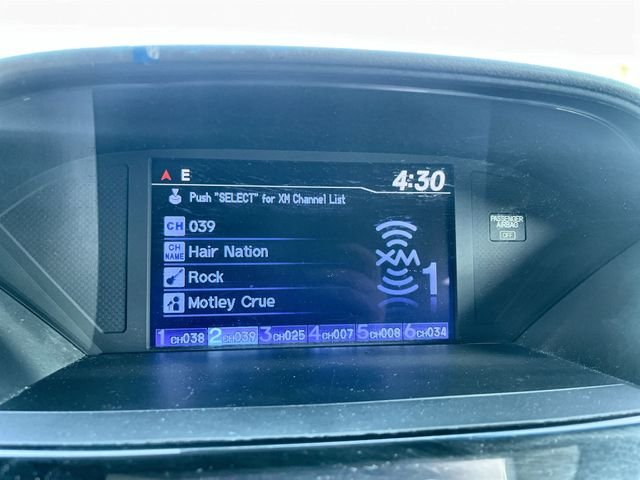 E 4:30
Push "SELECT" for XM Channel List
CH 039
CH NAME Hair Nation
Rock
Motley Crue
XM 1
1 CH038 2 CH039 3 CH025 4 CH007 5 CH008 6 CH034
PASSENGER
AIRBAG
OFF